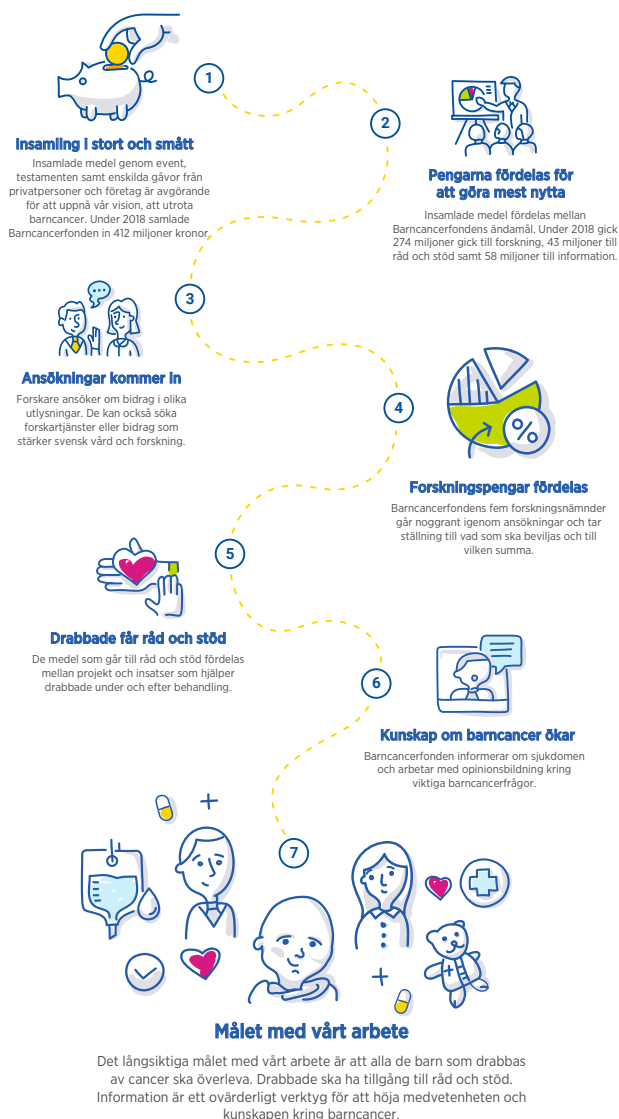 1
Insamling i stort och smått
Insamlade medel genom event,
testamenten samt enskilda gåvor från
privatpersoner och företag är avgörande
för att uppnå vår vision, att utrota
barncancer. Under 2018 samlade
Barncancerfonden in 412 miljoner kronor.
2
Pengarna fördelas för
att göra mest nytta
Insamlade medel fördelas mellan
Barncancerfondens ändamål. Under 2018 gick
274 miljoner gick till forskning, 43 miljoner till
råd och stöd samt 58 miljoner till information.
3
Ansökningar kommer in
Forskare ansöker om bidrag i olika
utlysningar. De kan också söka
forskartjänster eller bidrag som
stärker svensk vård och forskning.
4
%
Forskningspengar fördelas
Barncancerfondens fem forskningsnämnder
går noggrant igenom ansökningar och tar
ställning till vad som ska beviljas och till
vilken summa.
5
Drabbade får råd och stöd
De medel som går till råd och stöd fördelas
mellan projekt och insatser som hjälper
drabbade under och efter behandling.
6
Kunskap om barncancer ökar
Barncancerfonden informerar om sjukdomen
och arbetar med opinionsbildning kring
viktiga barncancerfrågor.
7
Målet med vårt arbete
Det långsiktiga målet med vårt arbete är att alla de barn som drabbas
av cancer ska överleva. Drabbade ska ha tillgång till råd och stöd.
Information är ett ovärderligt verktyg för att höja medvetenheten och
kunskapen kring barncancer.